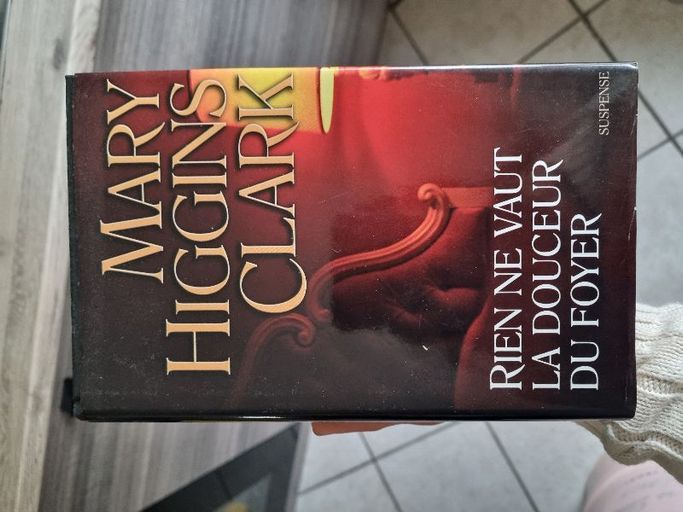 MARY
HIGGINS
CLARK
RIEN NE VAUT
LA DOUCEUR
DU FOYER
SUSPENSE